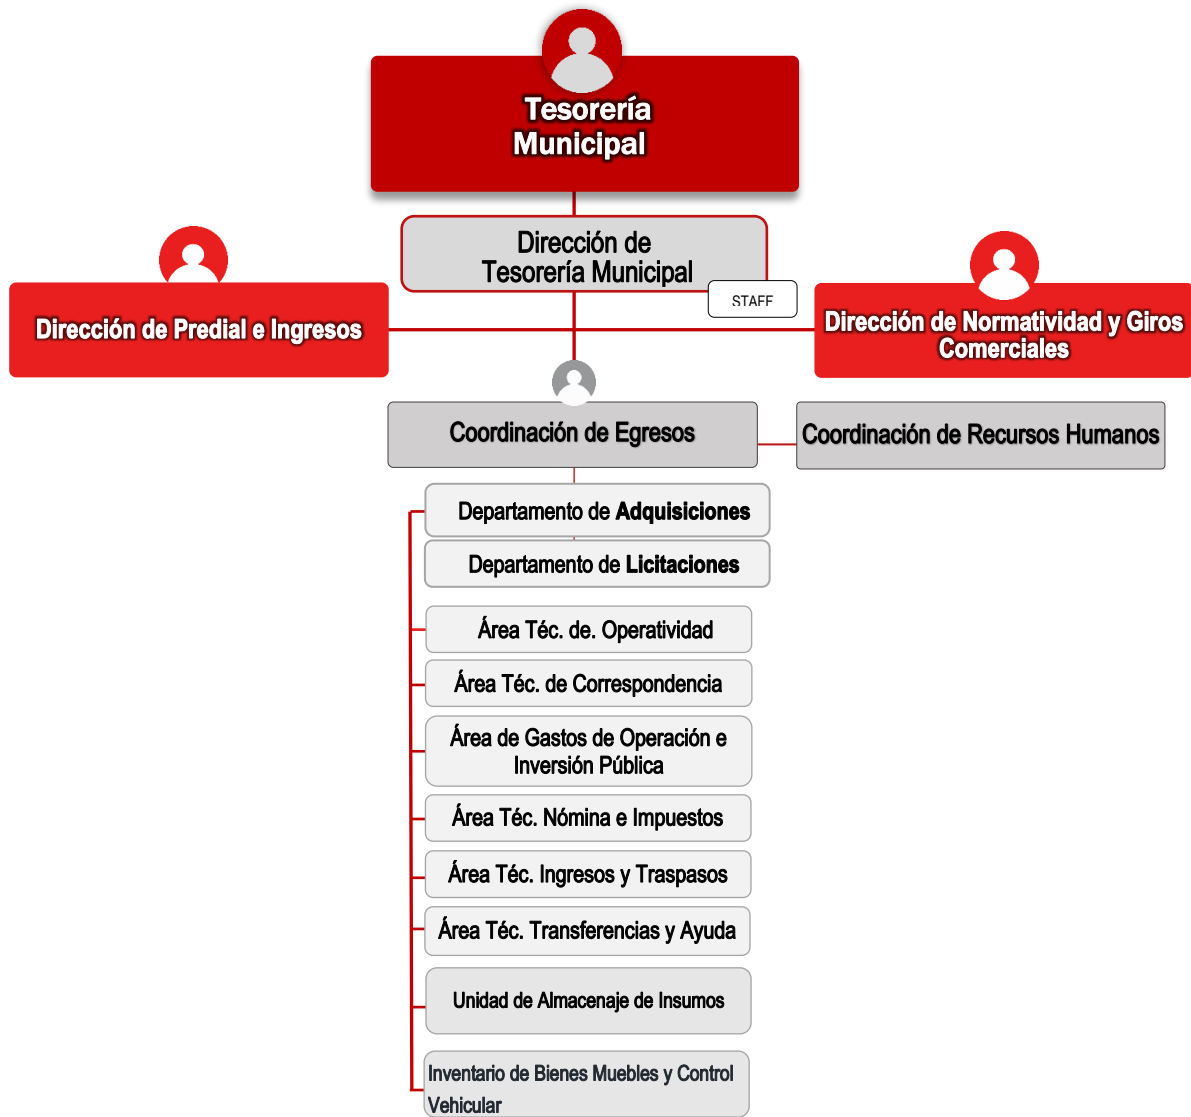 Tesorería
Municipal
Dirección de
Tesorería Municipal
STAFF
Dirección de Predial e Ingresos
Dirección de Normatividad y Giros
Comerciales
Coordinación de Egresos
Coordinación de Recursos Humanos
Departamento de Adquisiciones
Departamento de Licitaciones
Área Téc. de. Operatividad
Área Téc. de Correspondencia
Área de Gastos de Operación e
Inversión Pública
Área Téc. Nómina e Impuestos
Área Téc. Ingresos y Traspasos
Área Téc. Transferencias y Ayuda
Unidad de Almacenaje de Insumos
Inventario de Bienes Muebles y Control
Vehicular